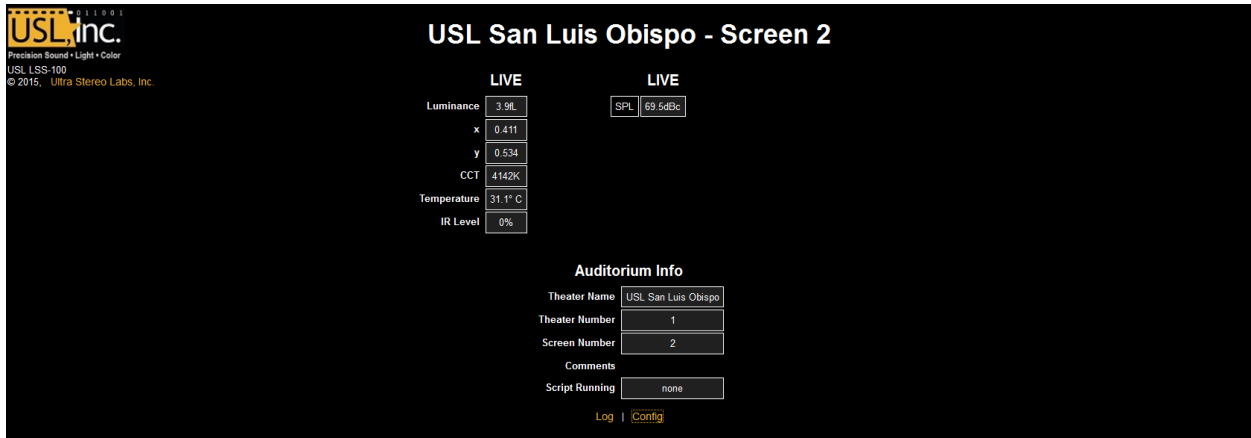 011001
USL, inc.
Precision Sound • Light • Color
USL LSS-100
© 2015, Ultra Stereo Labs, Inc.
USL San Luis Obispo - Screen 2
LIVE LIVE
Luminance 3.9fL SPL 69.5dBc
x 0.411
y 0.534
CCT 4142K
Temperature 31.1° C
IR Level 0%
Auditorium Info
Theater Name USL San Luis Obispo
Theater Number 1
Screen Number 2
Comments
Script Running none
Log | Config